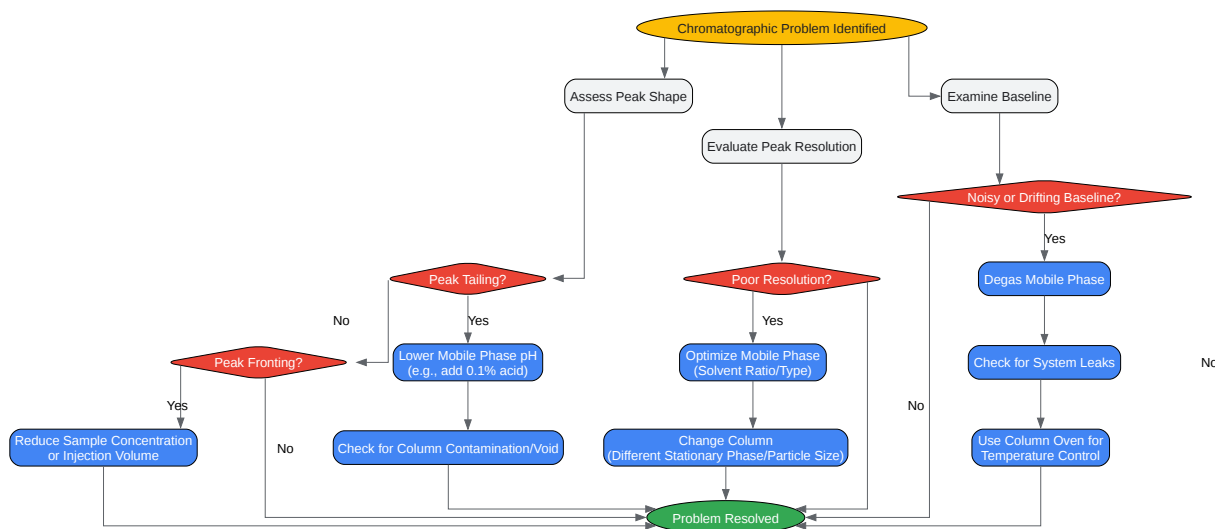 Chromatographic Problem Identified
Assess Peak Shape
Examine Baseline
Evaluate Peak Resolution
Noisy or Drifting Baseline?
Yes
Peak Tailing?
Poor Resolution?
Degas Mobile Phase
No
Yes
Yes
Peak Fronting?
Lower Mobile Phase pH
(e.g., add 0.1% acid)
Optimize Mobile Phase
(Solvent Ratio/Type)
Check for System Leaks
No
Yes
No
Reduce Sample Concentration
or Injection Volume
No
Check for Column Contamination/Void
Change Column
(Different Stationary Phase/Particle Size)
Use Column Oven for
Temperature Control
Problem Resolved